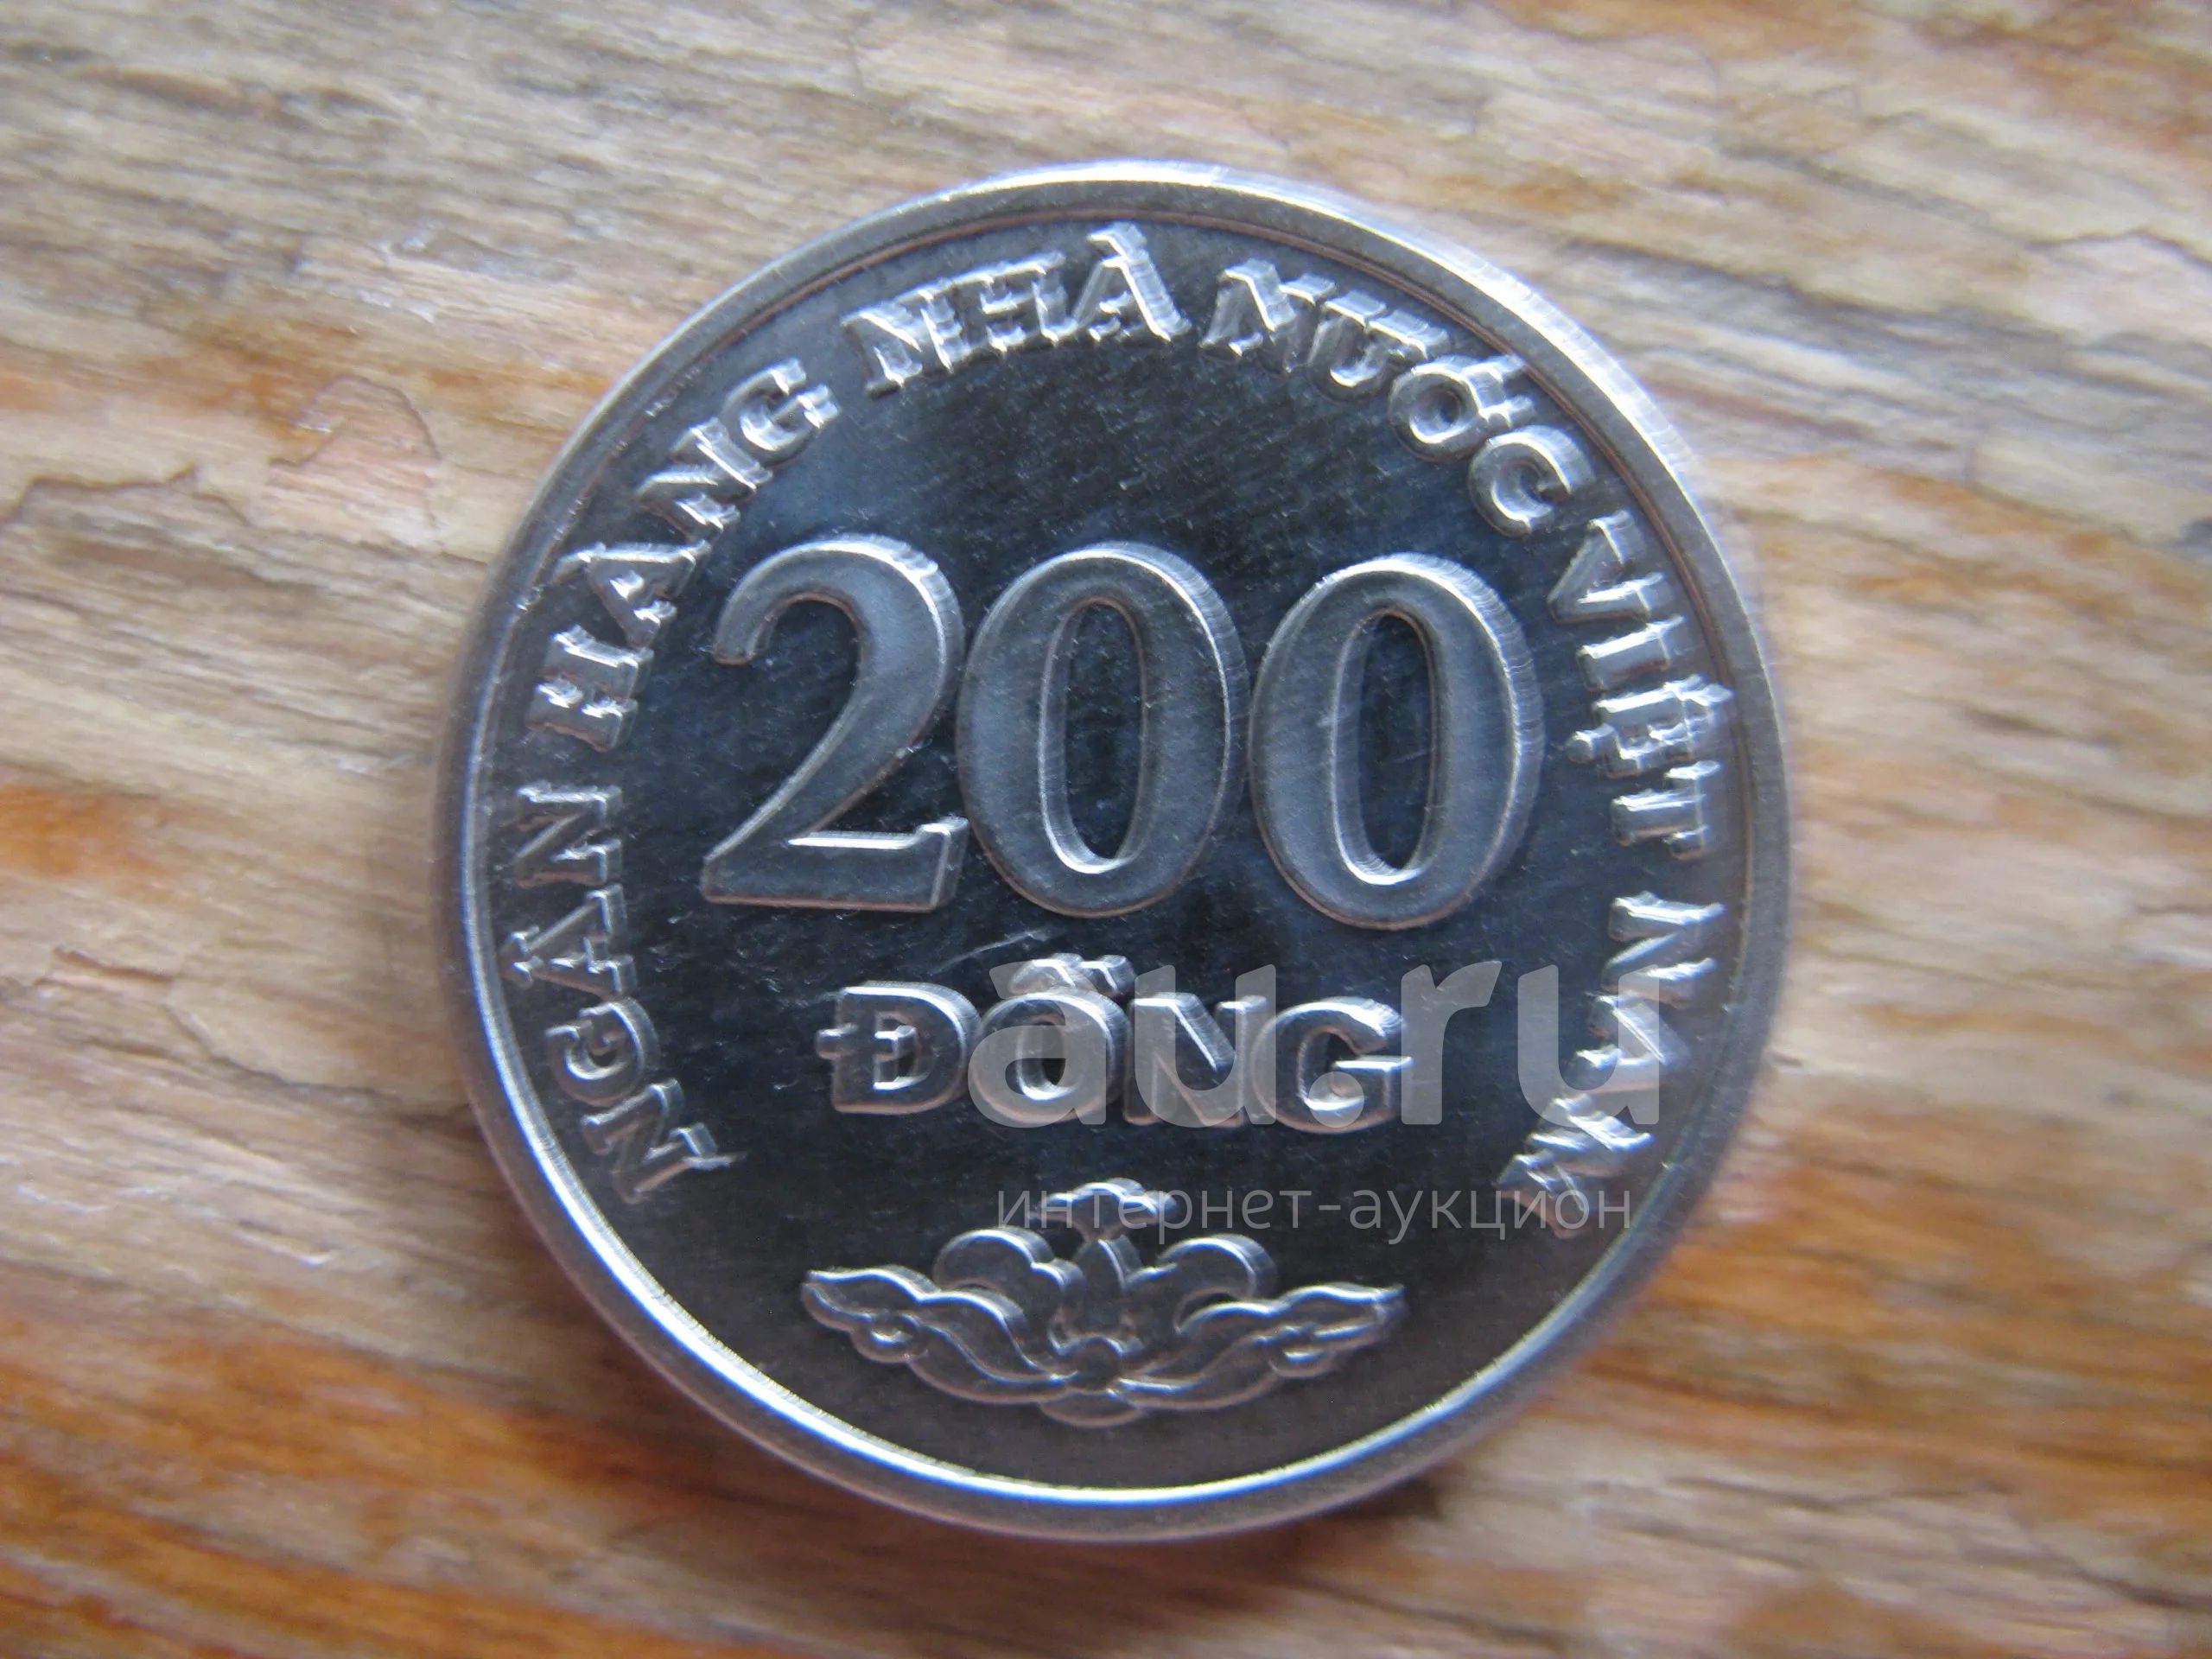 NGÂN HÀNG NHÀ NƯỚC VIỆT NAM
200
ĐỒNG
au.ru
интернет-аукцион